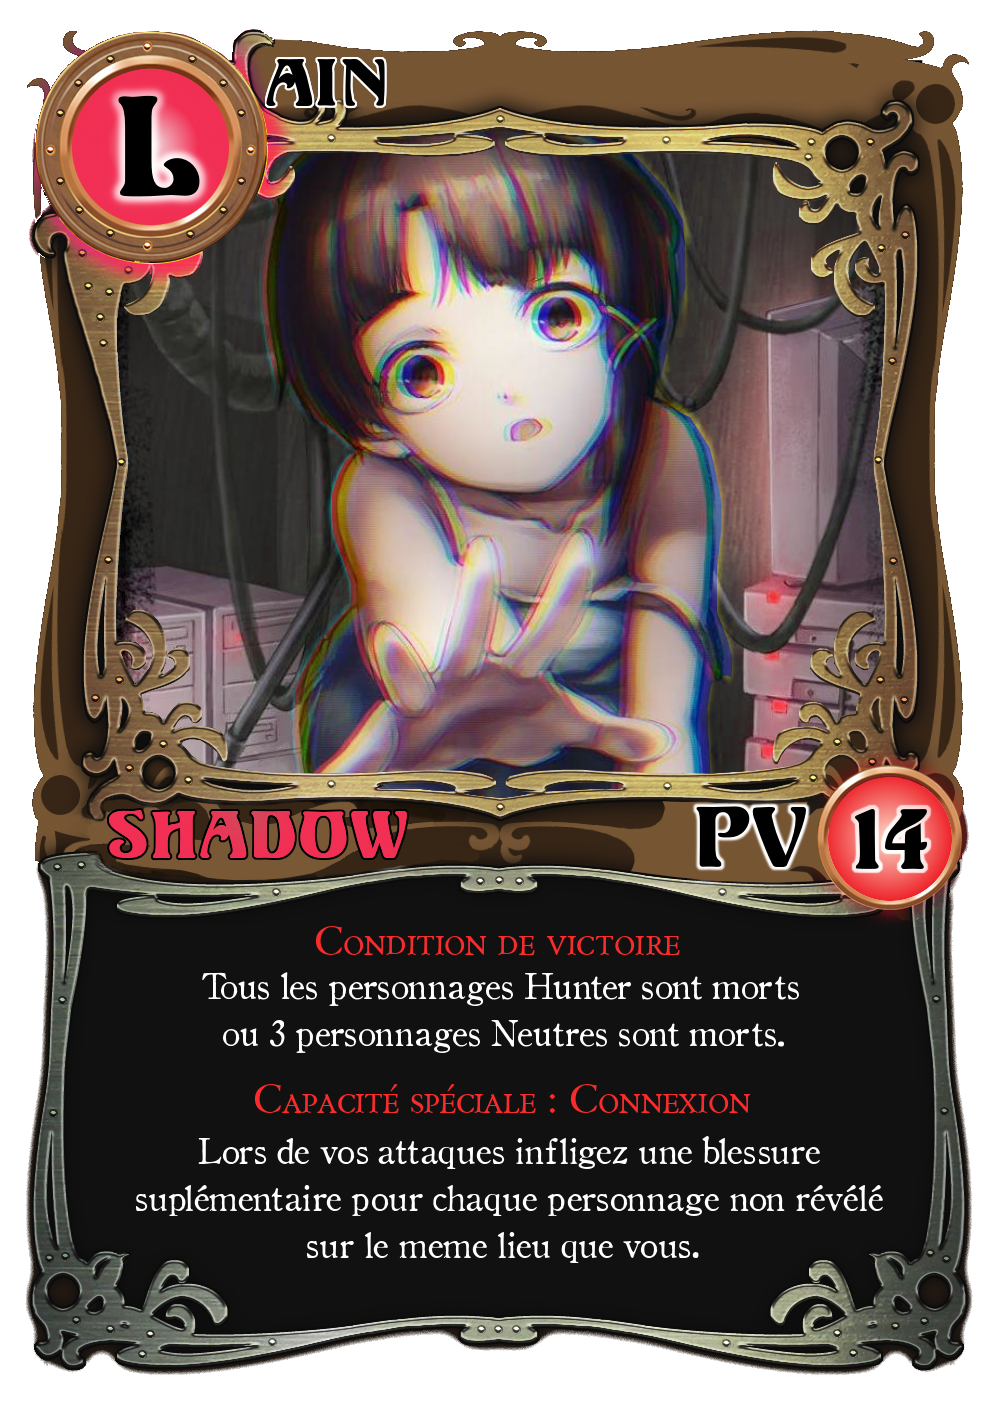 LAIN
SHADOW
PV 14
Condition de victoire
Tous les personnages Hunter sont morts
ou 3 personnages Neutres sont morts.
Capacité spéciale : Connexion
Lors de vos attaques infligez une blessure
suplémentaire pour chaque personnage non révélé
sur le meme lieu que vous.